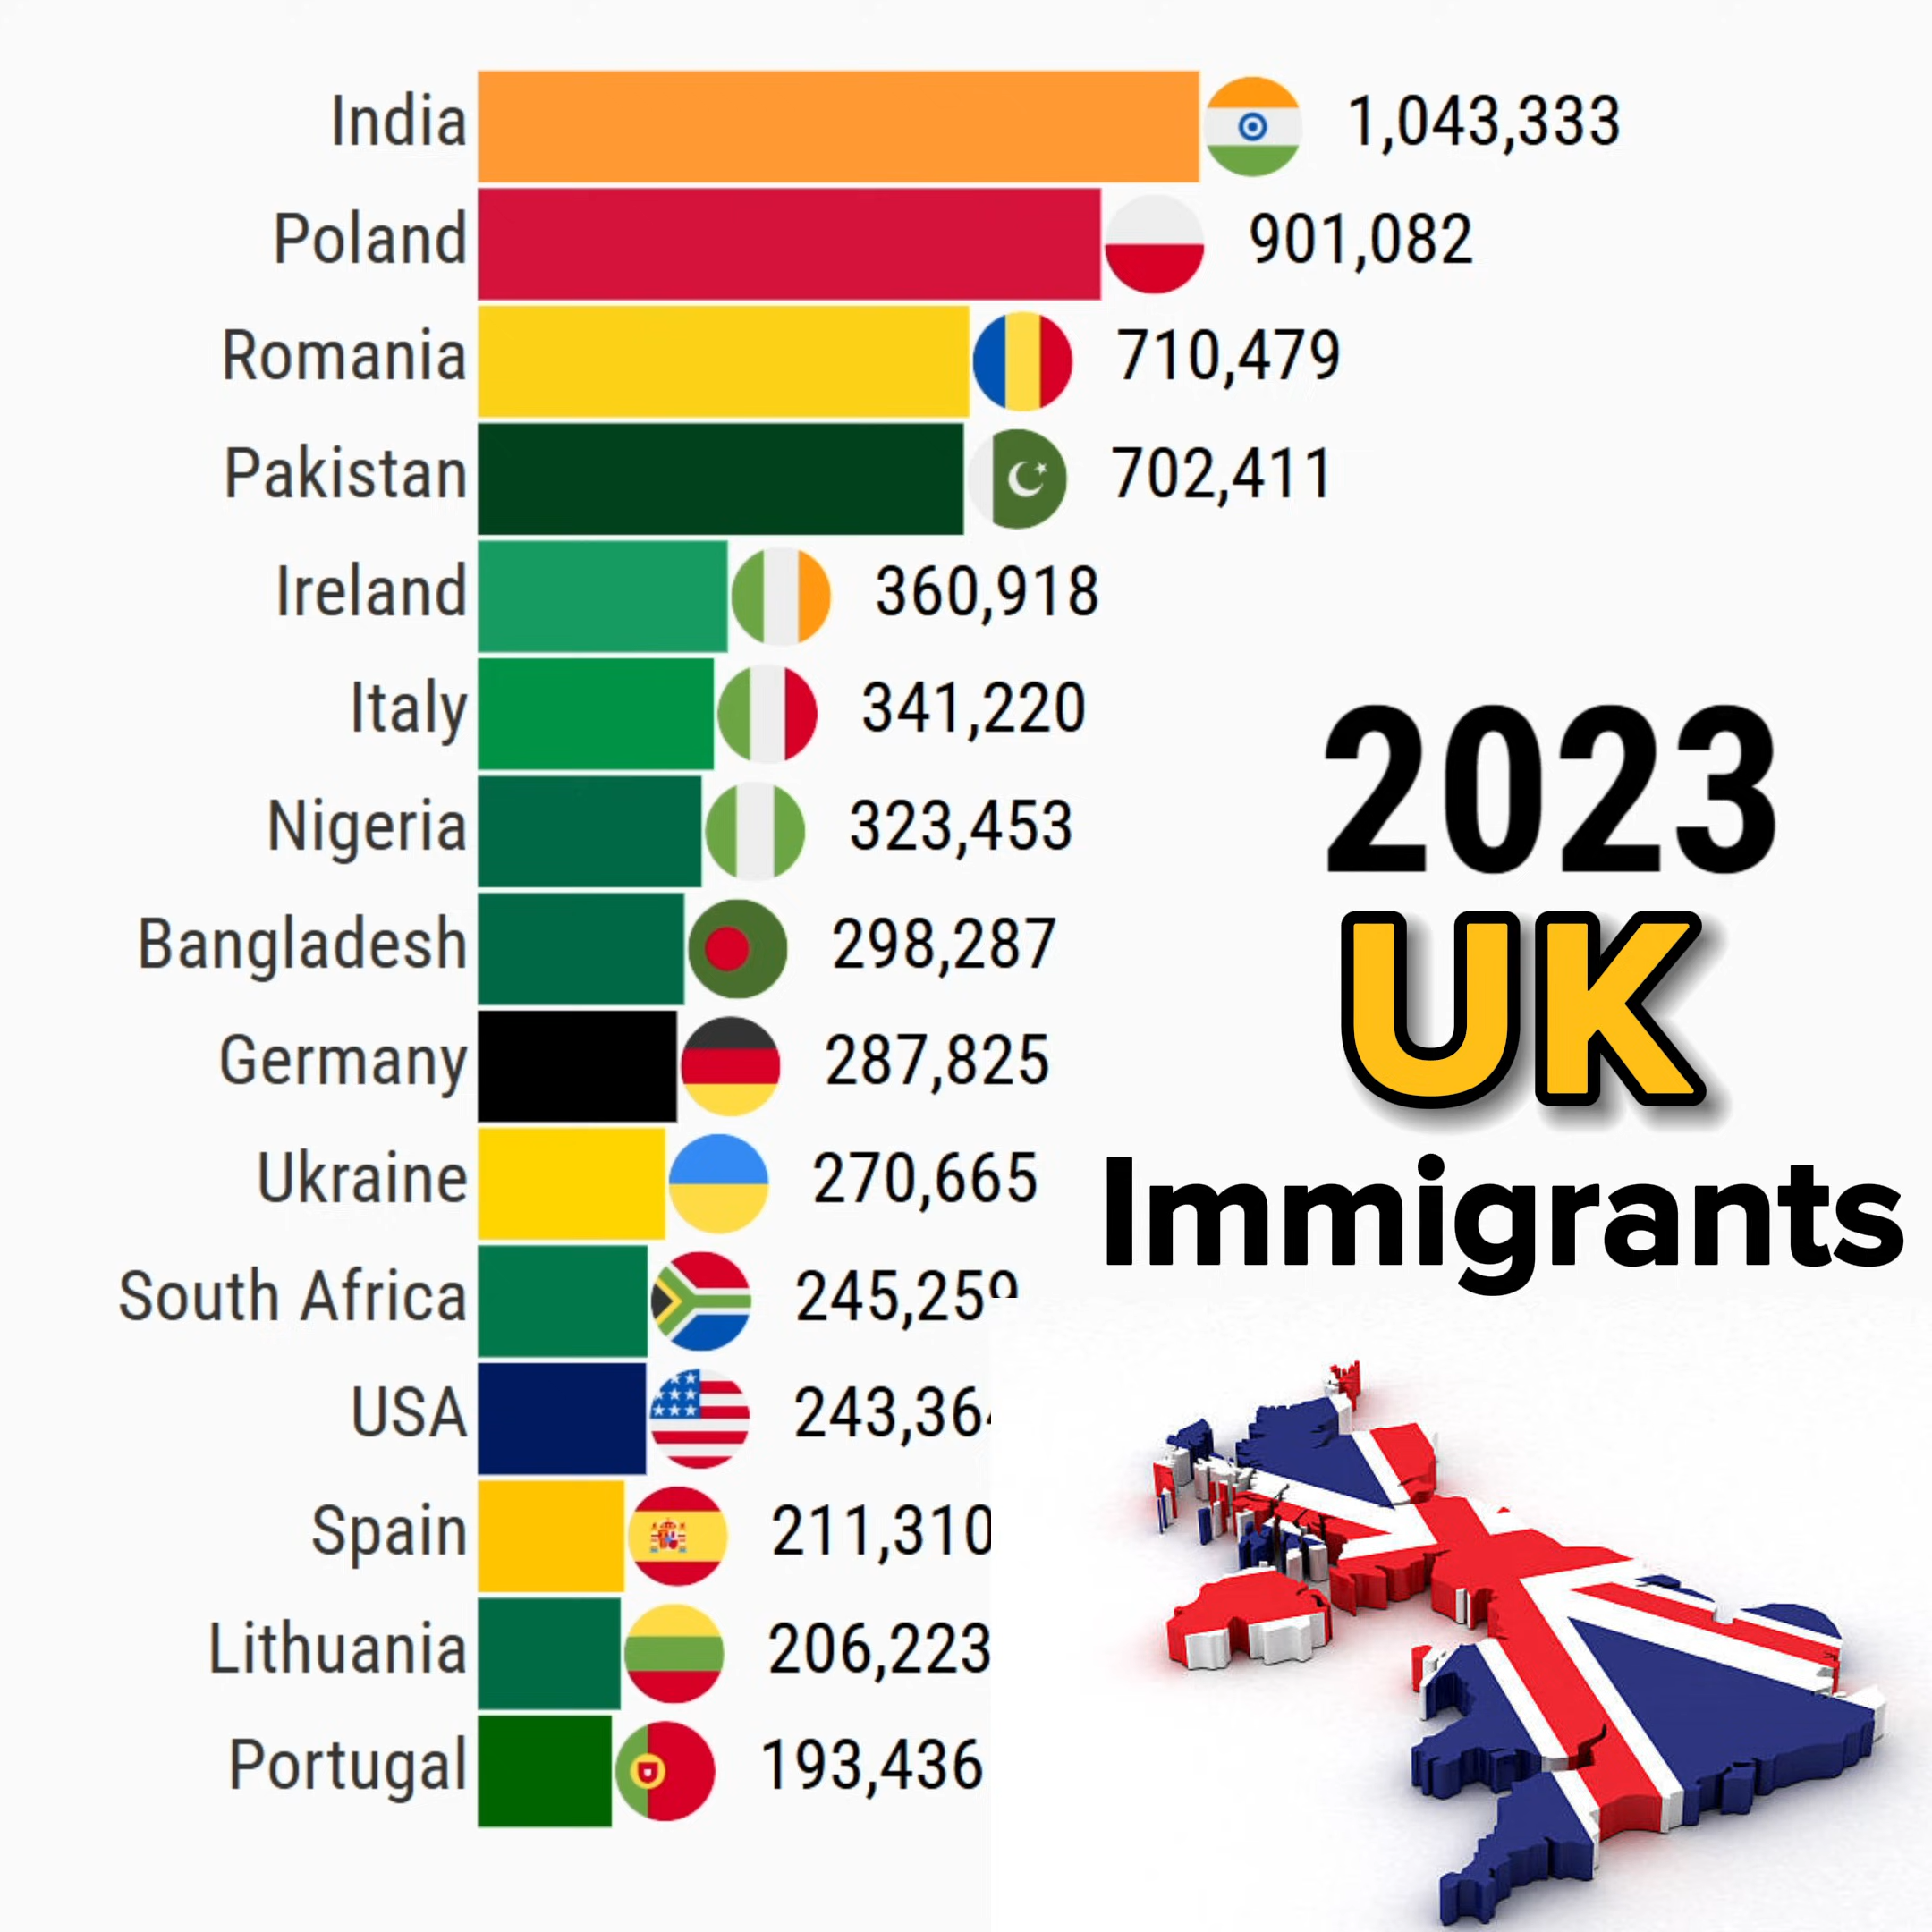 India 1,043,333
Poland 901,082
Romania 710,479
Pakistan 702,411
Ireland 360,918
Italy 341,220
Nigeria 323,453
Bangladesh 298,287
Germany 287,825
Ukraine 270,665
South Africa 245,259
USA
Spain 211,310
Lithuania 206,223
Portugal 193,436
2023
UK
Immigrants